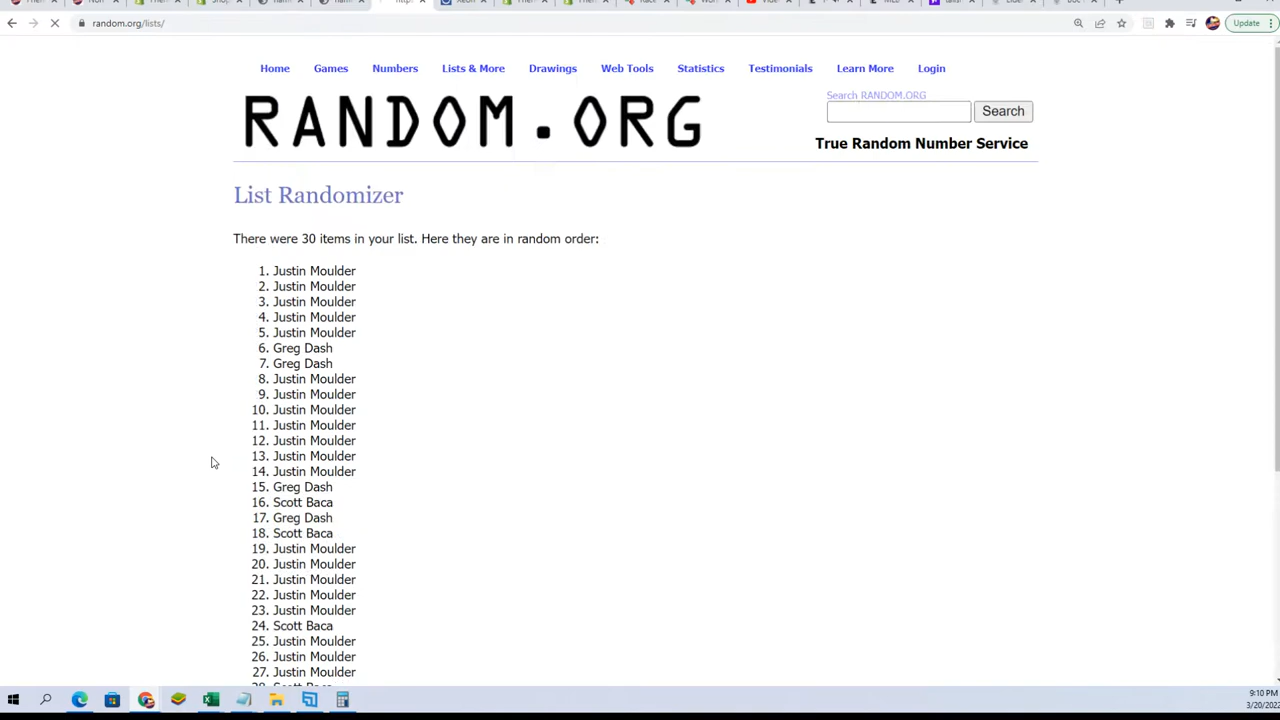 random.org/lists/
Update
Home Games Numbers Lists & More Drawings Web Tools Statistics Testimonials Learn More Login
Search RANDOM.ORG
RANDOM.ORG
Search
True Random Number Service
List Randomizer
There were 30 items in your list. Here they are in random order:
1. Justin Moulder
2. Justin Moulder
3. Justin Moulder
4. Justin Moulder
5. Justin Moulder
6. Greg Dash
7. Greg Dash
8. Justin Moulder
9. Justin Moulder
10. Justin Moulder
11. Justin Moulder
12. Justin Moulder
13. Justin Moulder
14. Justin Moulder
15. Greg Dash
16. Scott Baca
17. Greg Dash
18. Scott Baca
19. Justin Moulder
20. Justin Moulder
21. Justin Moulder
22. Justin Moulder
23. Justin Moulder
24. Scott Baca
25. Justin Moulder
26. Justin Moulder
27. Justin Moulder
28. Scott Baca
9:10 PM